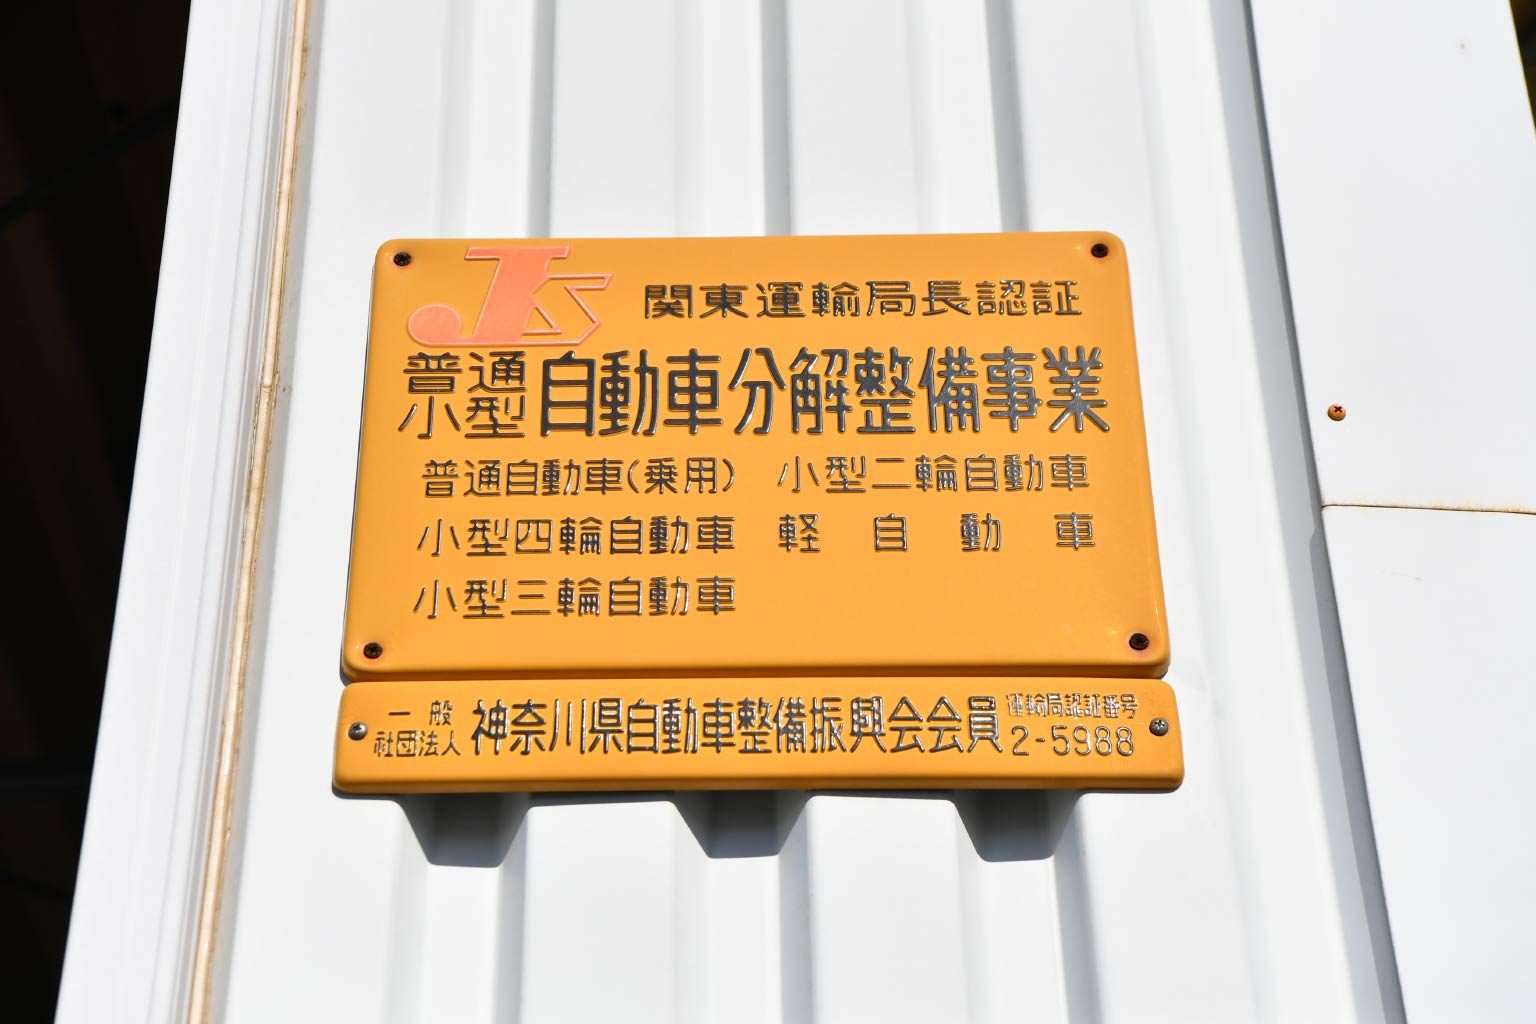 JS
関東運輸局長認証
普通
小型
自動車分解整備事業
普通自動車(乗用) 小型二輪自動車
小型四輪自動車 軽自動車
小型三輪自動車
一般
社団法人
神奈川県自動車整備振興会会員
運輸局認証番号
2-5988